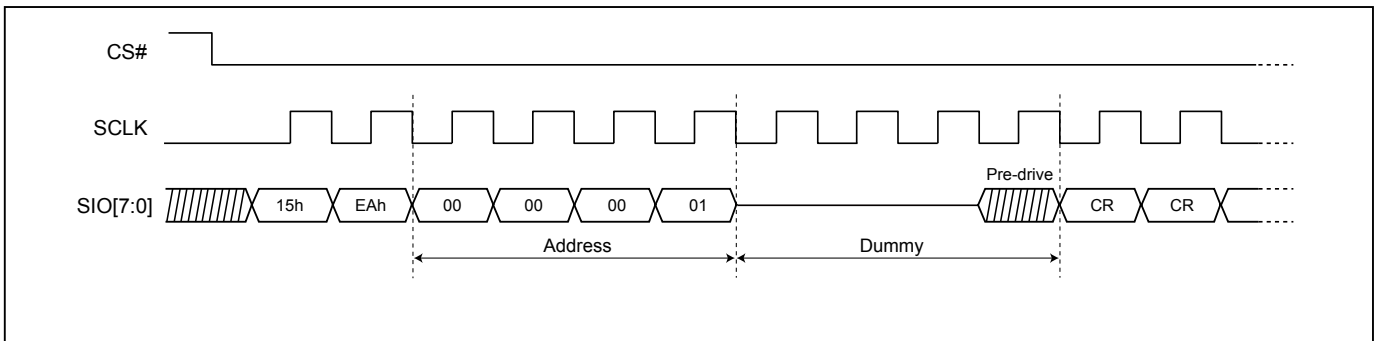 CS#
SCLK
Pre-drive
SIO[7:0] 15h EAh 00 00 00 01 CR CR
Address Dummy